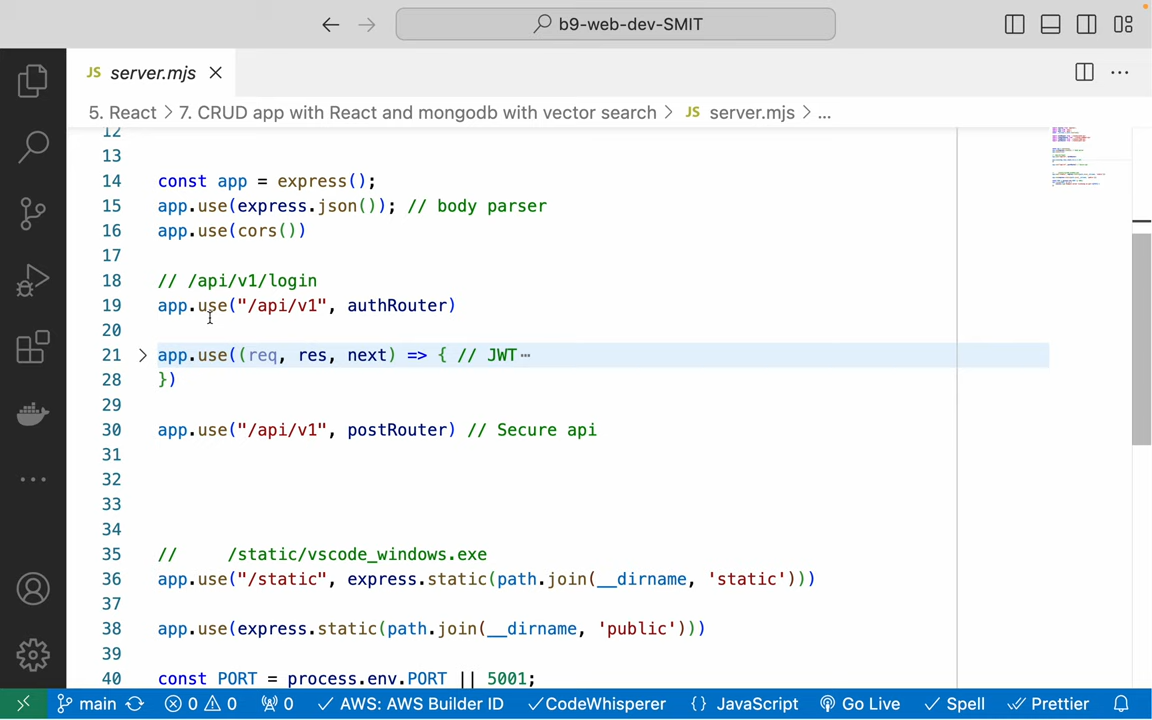 b9-web-dev-SMIT
JS server.mjs
5. React > 7. CRUD app with React and mongodb with vector search > JS server.mjs > ...
12
13
14 const app = express();
15 app.use(express.json()); // body parser
16 app.use(cors())
17
18 // /api/v1/login
19 app.use("/api/v1", authRouter)
20
21 app.use((req, res, next) => { // JWT ⋯
28 })
29
30 app.use("/api/v1", postRouter) // Secure api
31
32
33
34
35 //     /static/vscode_windows.exe
36 app.use("/static", express.static(path.join(__dirname, 'static')))
37
38 app.use(express.static(path.join(__dirname, 'public')))
39
40 const PORT = process.env.PORT || 5001;
main 0 0 0 AWS: AWS Builder ID CodeWhisperer {} JavaScript Go Live Spell Prettier